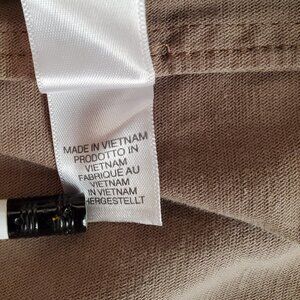 MADE IN VIETNAM
PRODOTTO IN
VIETNAM
FABRIQUÉ AU
VIETNAM
IN VIETNAM
HERGESTELLT